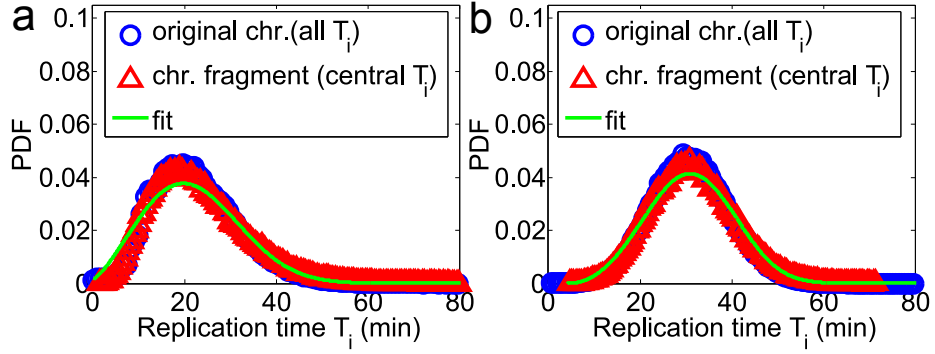 a
0.1
0.08
0.06
0.04
0.02
0
PDF
original chr.(all T_i)
chr. fragment (central T_i)
fit
0
20
40
60
80
Replication time T_i (min)
b
0.1
0.08
0.06
0.04
0.02
0
PDF
original chr.(all T_i)
chr. fragment (central T_i)
fit
0
20
40
60
80
Replication time T_i (min)